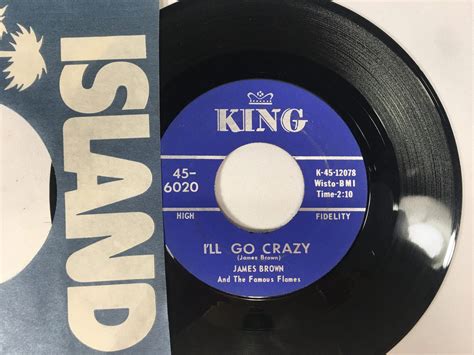 ISLAND
KING
45-
6020
K-45-12078
Wisto-BMI
Time-2:10
HIGH
FIDELITY
I'LL GO CRAZY
(James Brown)
JAMES BROWN
And The Famous Flames